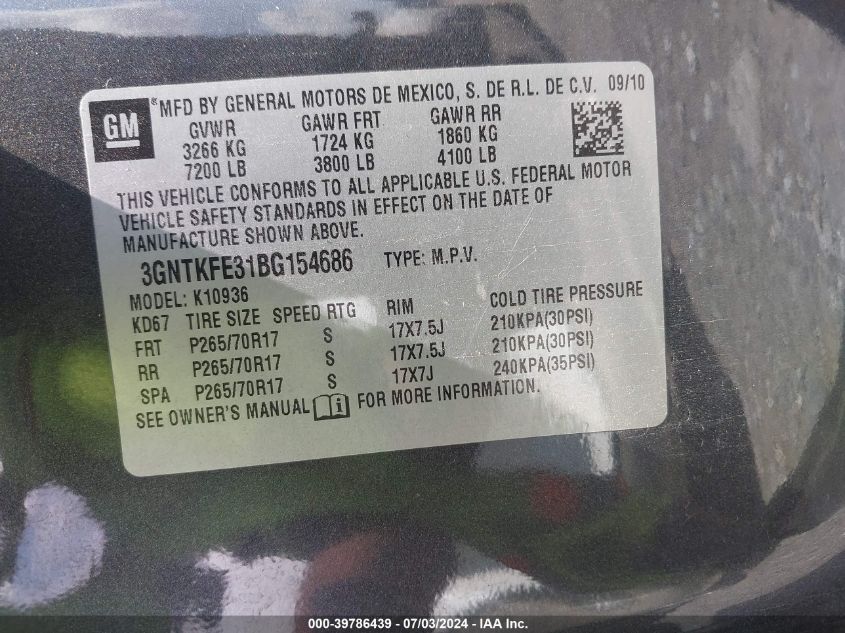 GM
®MFD BY GENERAL MOTORS DE MEXICO, S. DE R.L. DE C.V. 09/10
GVWR GAWR FRT GAWR RR
3266 KG 1724 KG 1860 KG
7200 LB 3800 LB 4100 LB
THIS VEHICLE CONFORMS TO ALL APPLICABLE U.S. FEDERAL MOTOR
VEHICLE SAFETY STANDARDS IN EFFECT ON THE DATE OF
MANUFACTURE SHOWN ABOVE.
3GNTKFE31BG154686 TYPE: M.P.V.
MODEL: K10936
KD67 TIRE SIZE SPEED RTG RIM COLD TIRE PRESSURE
FRT P265/70R17 S 17X7.5J 210KPA(30PSI)
RR P265/70R17 S 17X7.5J 210KPA(30PSI)
SPA P265/70R17 S 17X7J 240KPA(35PSI)
SEE OWNER'S MANUAL FOR MORE INFORMATION.
000-39786439 - 07/03/2024 - IAA Inc.